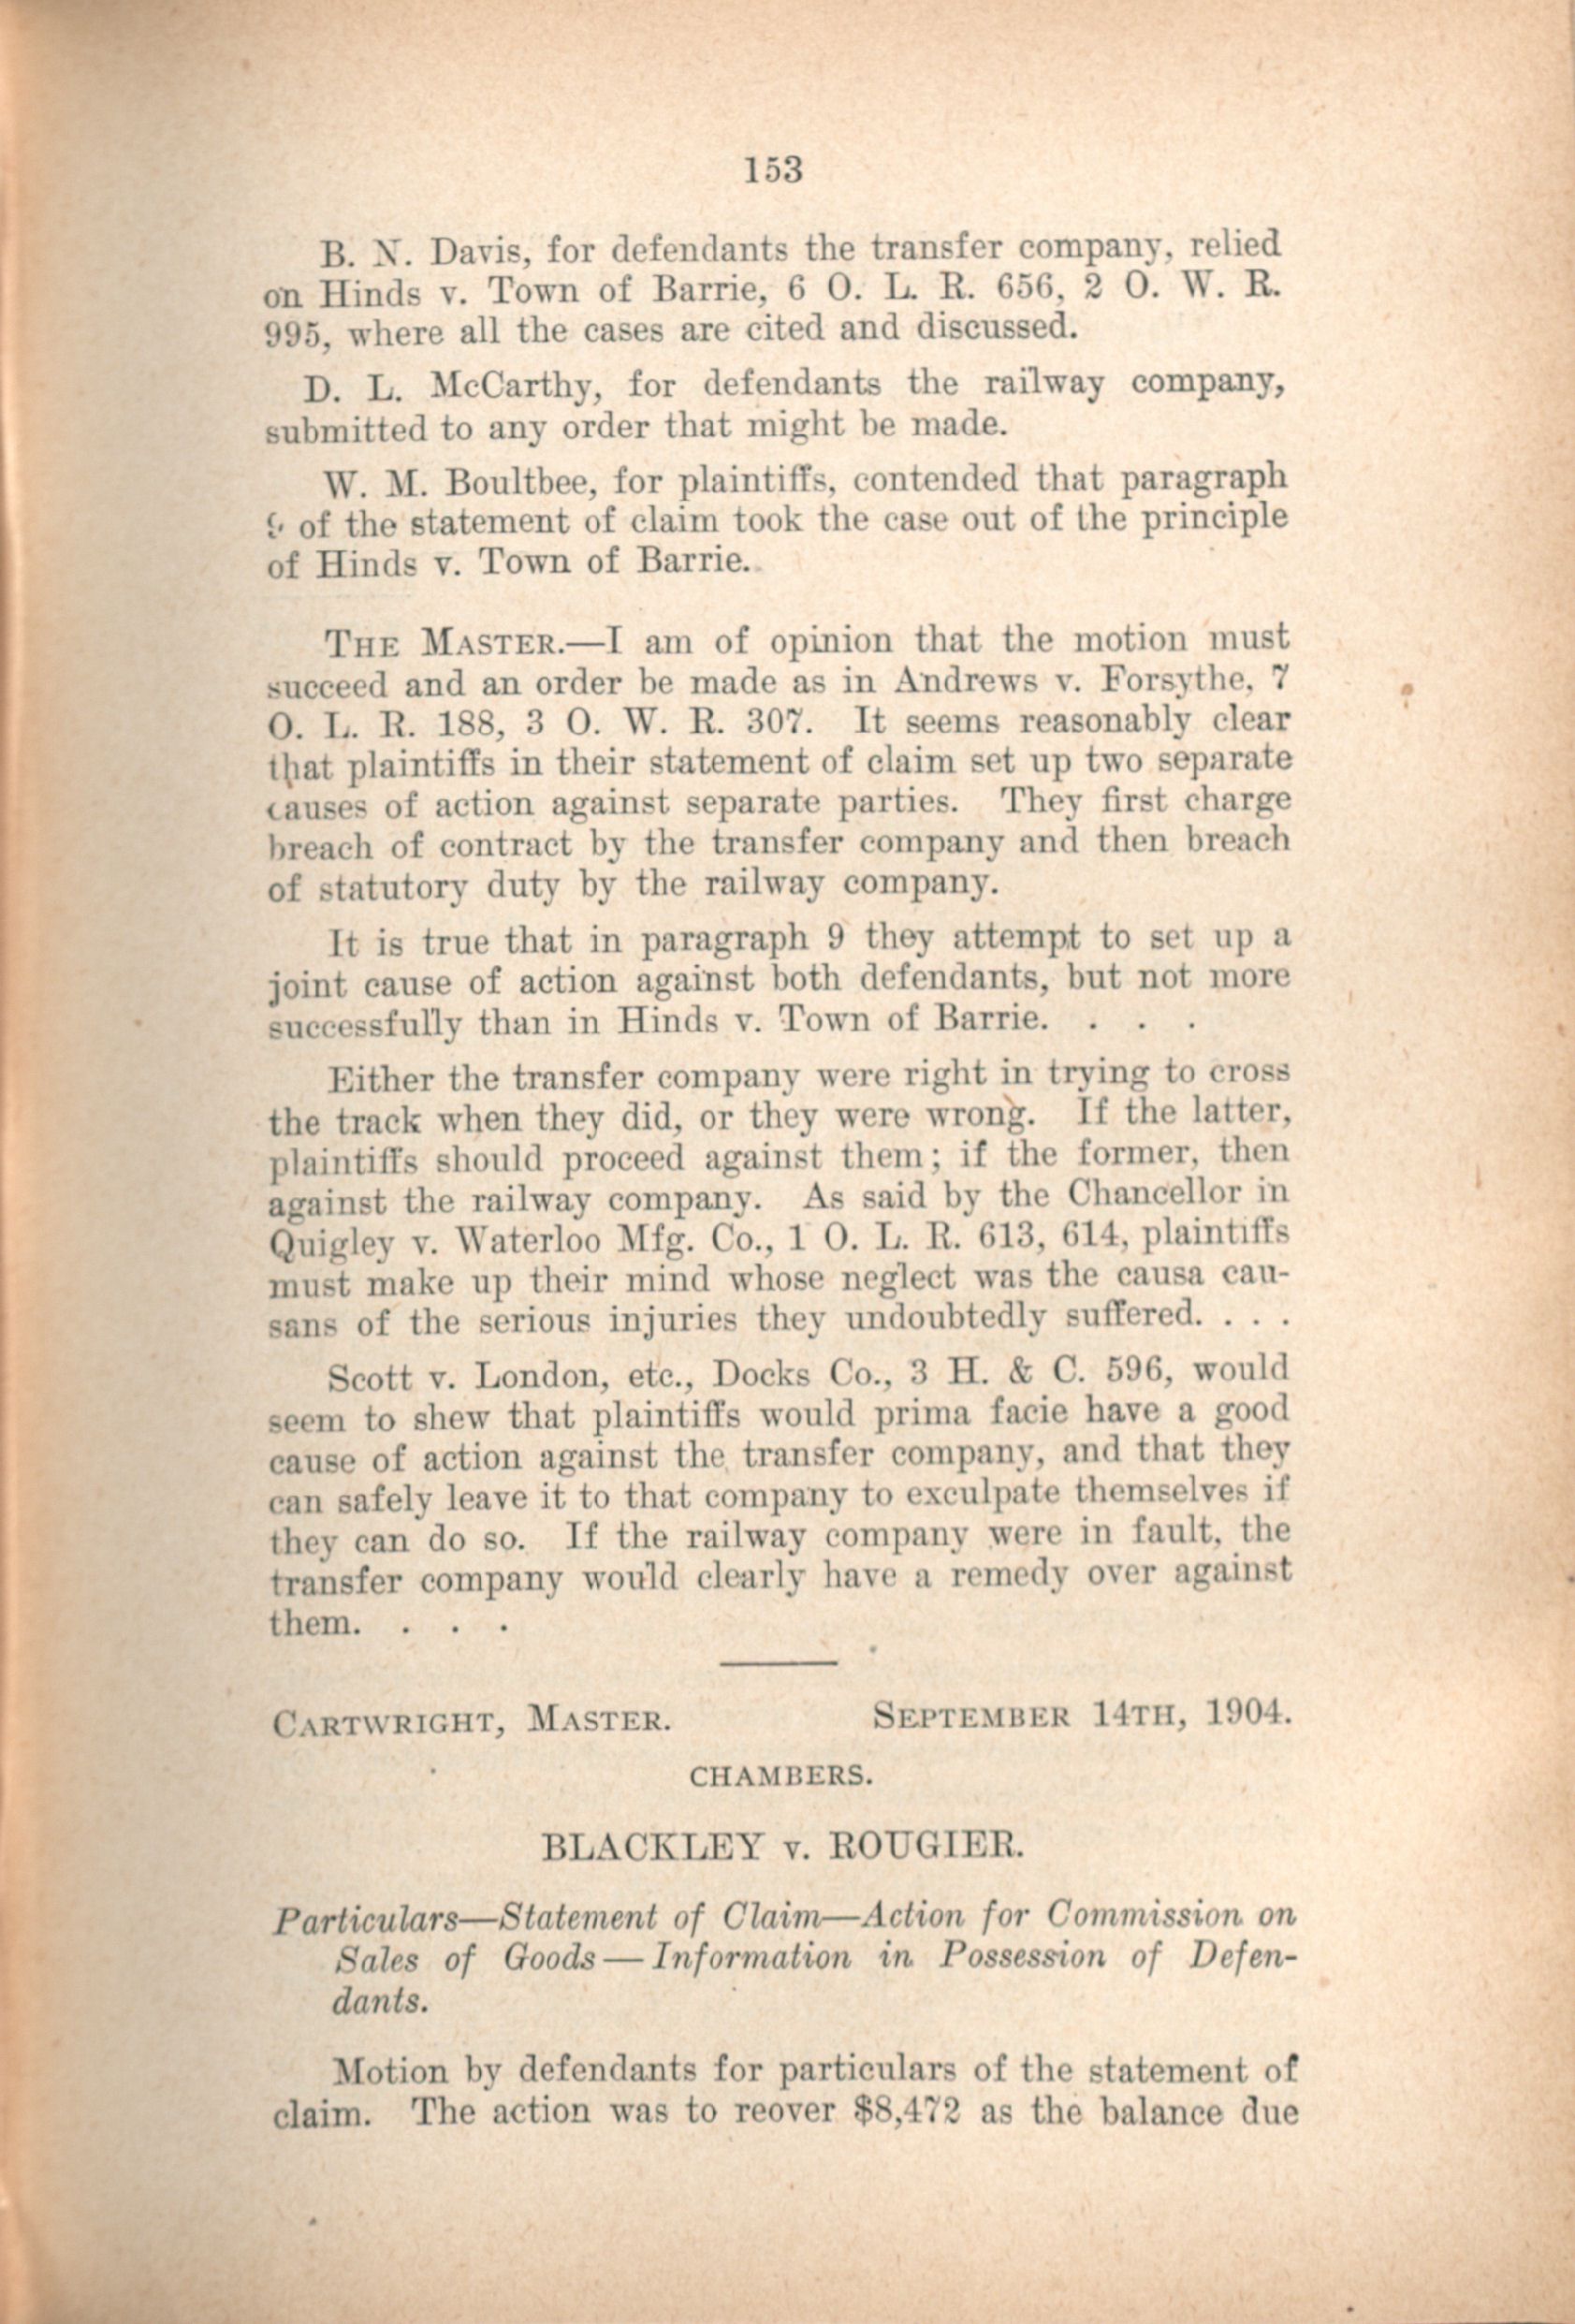 153
B. N. Davis, for defendants the transfer company, relied
on Hinds v. Town of Barrie, 6 O. L. R. 656, 2 O. W. R.
995, where all the cases are cited and discussed.
D. L. McCarthy, for defendants the railway company,
submitted to any order that might be made.
W. M. Boultbee, for plaintiffs, contended that paragraph
of the statement of claim took the case out of the principle
of Hinds v. Town of Barrie.
THE MASTER.—I am of opinion that the motion must
succeed and an order be made as in Andrews v. Forsythe, 7
O. L. R. 188, 3 O. W. R. 307. It seems reasonably clear
that plaintiffs in their statement of claim set up two separate
causes of action against separate parties. They first charge
breach of contract by the transfer company and then breach
of statutory duty by the railway company.
It is true that in paragraph 9 they attempt to set up a
joint cause of action against both defendants, but not more
successfully than in Hinds v. Town of Barrie. . . .
Either the transfer company were right in trying to cross
the track when they did, or they were wrong. If the latter,
plaintiffs should proceed against them; if the former, then
against the railway company. As said by the Chancellor in
Quigley v. Waterloo Mfg. Co., 1 O. L. R. 613, 614, plaintiffs
must make up their mind whose neglect was the causa cau-
sans of the serious injuries they undoubtedly suffered. . . .
Scott v. London, etc., Docks Co., 3 H. & C. 596, would
seem to shew that plaintiffs would prima facie have a good
cause of action against the transfer company, and that they
can safely leave it to that company to exculpate themselves if
they can do so. If the railway company were in fault, the
transfer company would clearly have a remedy over against
them. . . .
CARTWRIGHT, MASTER. SEPTEMBER 14TH, 1904.
CHAMBERS.
BLACKLEY v. ROUGIER.
Particulars—Statement of Claim—Action for Commission on
Sales of Goods—Information in Possession of Defen-
dants.
Motion by defendants for particulars of the statement of
claim. The action was to reover $8,472 as the balance due